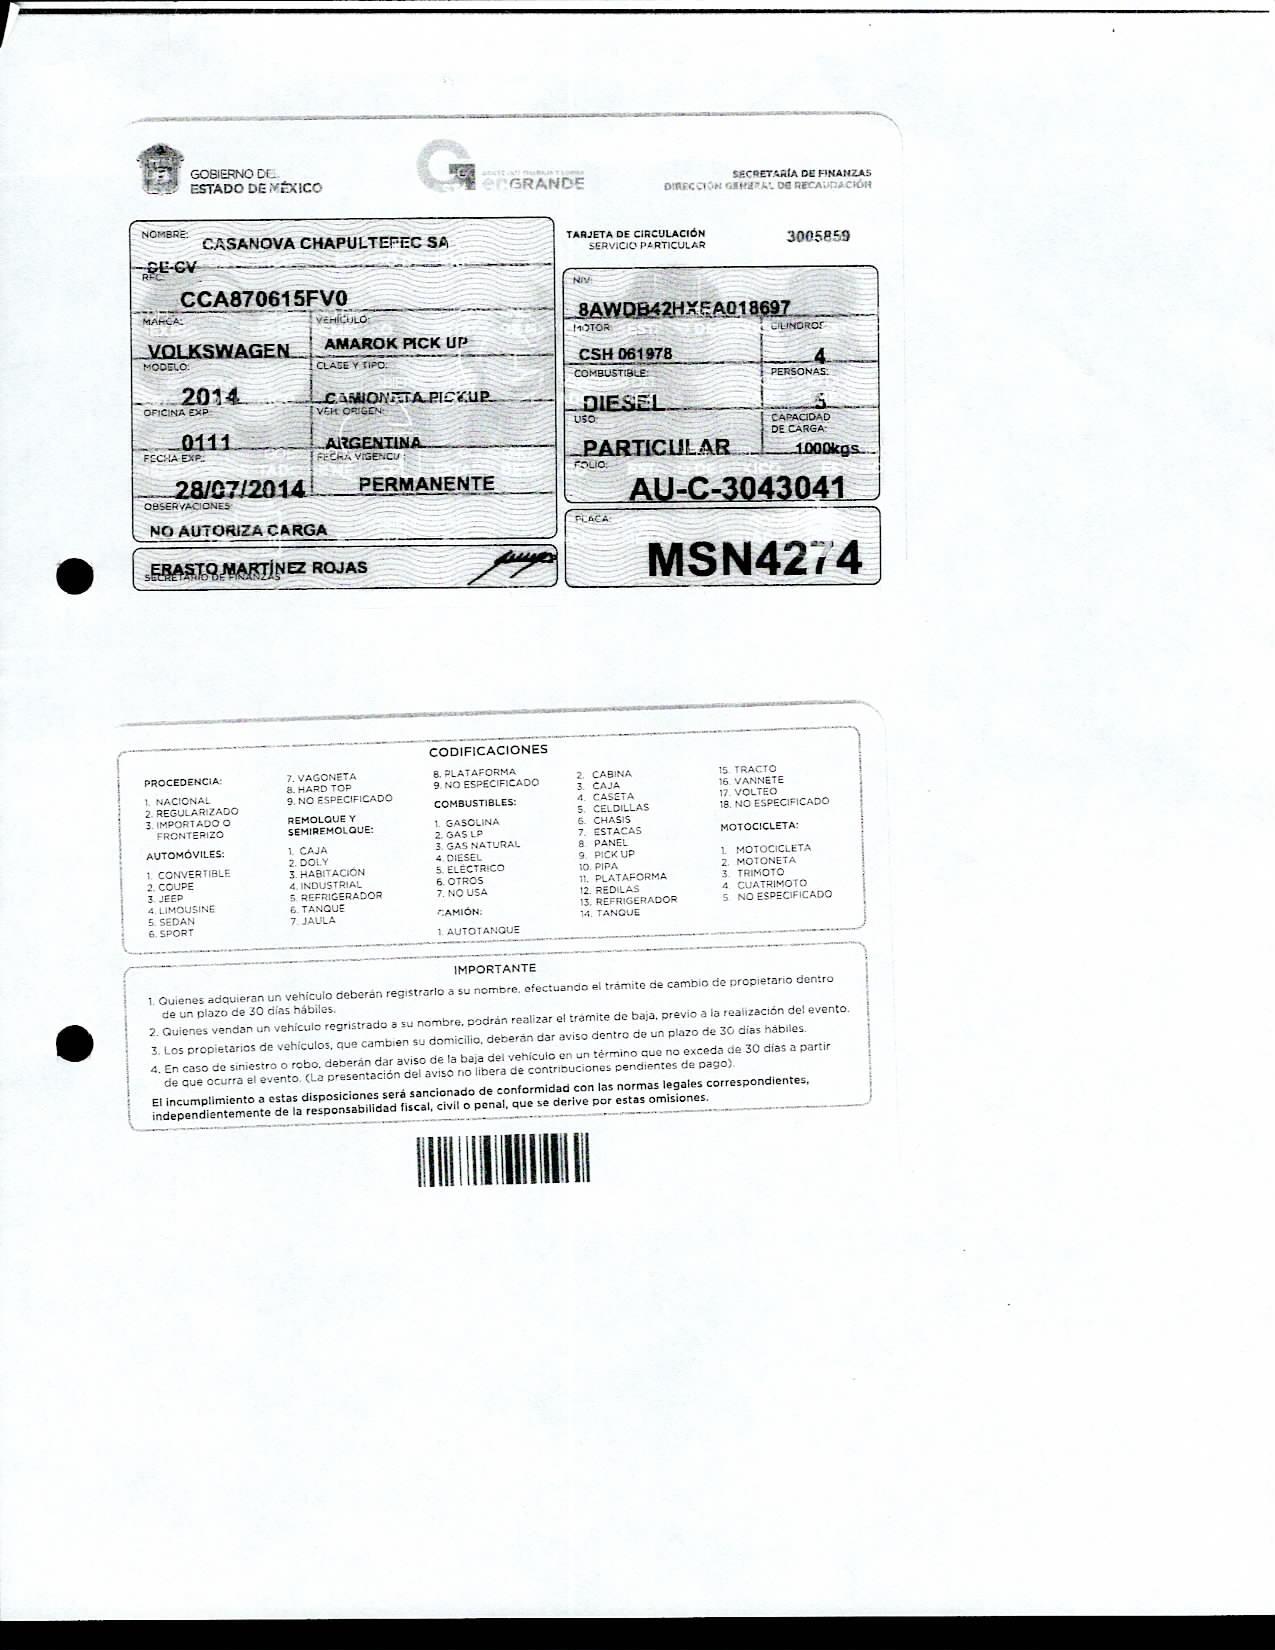 GOBIERNO DEL
ESTADO DE MÉXICO
enGRANDE
SECRETARÍA DE FINANZAS
DIRECCIÓN GENERAL DE RECAUDACIÓN
TARJETA DE CIRCULACIÓN
SERVICIO PARTICULAR
3005859
NOMBRE:
CASANOVA CHAPULTEPEC SA
DE CV
RFC:
CCA870615FV0
MARCA:
VOLKSWAGEN
VEHÍCULO:
AMAROK PICK UP
MODELO:
2014
CLASE Y TIPO:
CAMIONETA PICKUP
OFICINA EXP.
0111
VEH. ORIGEN:
ARGENTINA
FECHA EXP.:
28/07/2014
FECHA VIGENCIA:
PERMANENTE
OBSERVACIONES:
NO AUTORIZA CARGA
ERASTO MARTÍNEZ ROJAS
SECRETARIO DE FINANZAS
NIV:
8AWDB42HXEA018697
MOTOR:
CSH 061978
CILINDROS:
4
COMBUSTIBLE:
DIESEL
PERSONAS:
5
USO:
PARTICULAR
CAPACIDAD
DE CARGA:
1000kgs
FOLIO:
AU-C-3043041
PLACA:
MSN4274
CODIFICACIONES
PROCEDENCIA:
1. NACIONAL
2. REGULARIZADO
3. IMPORTADO O
FRONTERIZO
AUTOMÓVILES:
1. CONVERTIBLE
2. COUPE
3. JEEP
4. LIMOUSINE
5. SEDAN
6. SPORT
7. VAGONETA
8. HARD TOP
9. NO ESPECIFICADO
REMOLQUE Y
SEMIREMOLQUE:
1. CAJA
2. DOLY
3. HABITACIÓN
4. INDUSTRIAL
5. REFRIGERADOR
6. TANQUE
7. JAULA
8. PLATAFORMA
9. NO ESPECIFICADO
COMBUSTIBLES:
1. GASOLINA
2. GAS LP
3. GAS NATURAL
4. DIESEL
5. ELÉCTRICO
6. OTROS
7. NO USA
CAMIÓN:
1. AUTOTANQUE
2. CABINA
3. CAJA
4. CASETA
5. CELDILLAS
6. CHASIS
7. ESTACAS
8. PANEL
9. PICK UP
10. PIPA
11. PLATAFORMA
12. REDILAS
13. REFRIGERADOR
14. TANQUE
15. TRACTO
16. VANNETE
17. VOLTEO
18. NO ESPECIFICADO
MOTOCICLETA:
1. MOTOCICLETA
2. MOTONETA
3. TRIMOTO
4. CUATRIMOTO
5. NO ESPECIFICADO
IMPORTANTE
1. Quienes adquieran un vehículo deberán registrarlo a su nombre, efectuando el trámite de cambio de propietario dentro
de un plazo de 30 días hábiles.
2. Quienes vendan un vehículo regristrado a su nombre, podrán realizar el trámite de baja, previo a la realización del evento.
3. Los propietarios de vehículos, que cambien su domicilio, deberán dar aviso dentro de un plazo de 30 días hábiles.
4. En caso de siniestro o robo, deberán dar aviso de la baja del vehículo en un término que no exceda de 30 días a partir
de que ocurra el evento. (La presentación del aviso no libera de contribuciones pendientes de pago).
El incumplimiento a estas disposiciones será sancionado de conformidad con las normas legales correspondientes,
independientemente de la responsabilidad fiscal, civil o penal, que se derive por estas omisiones.